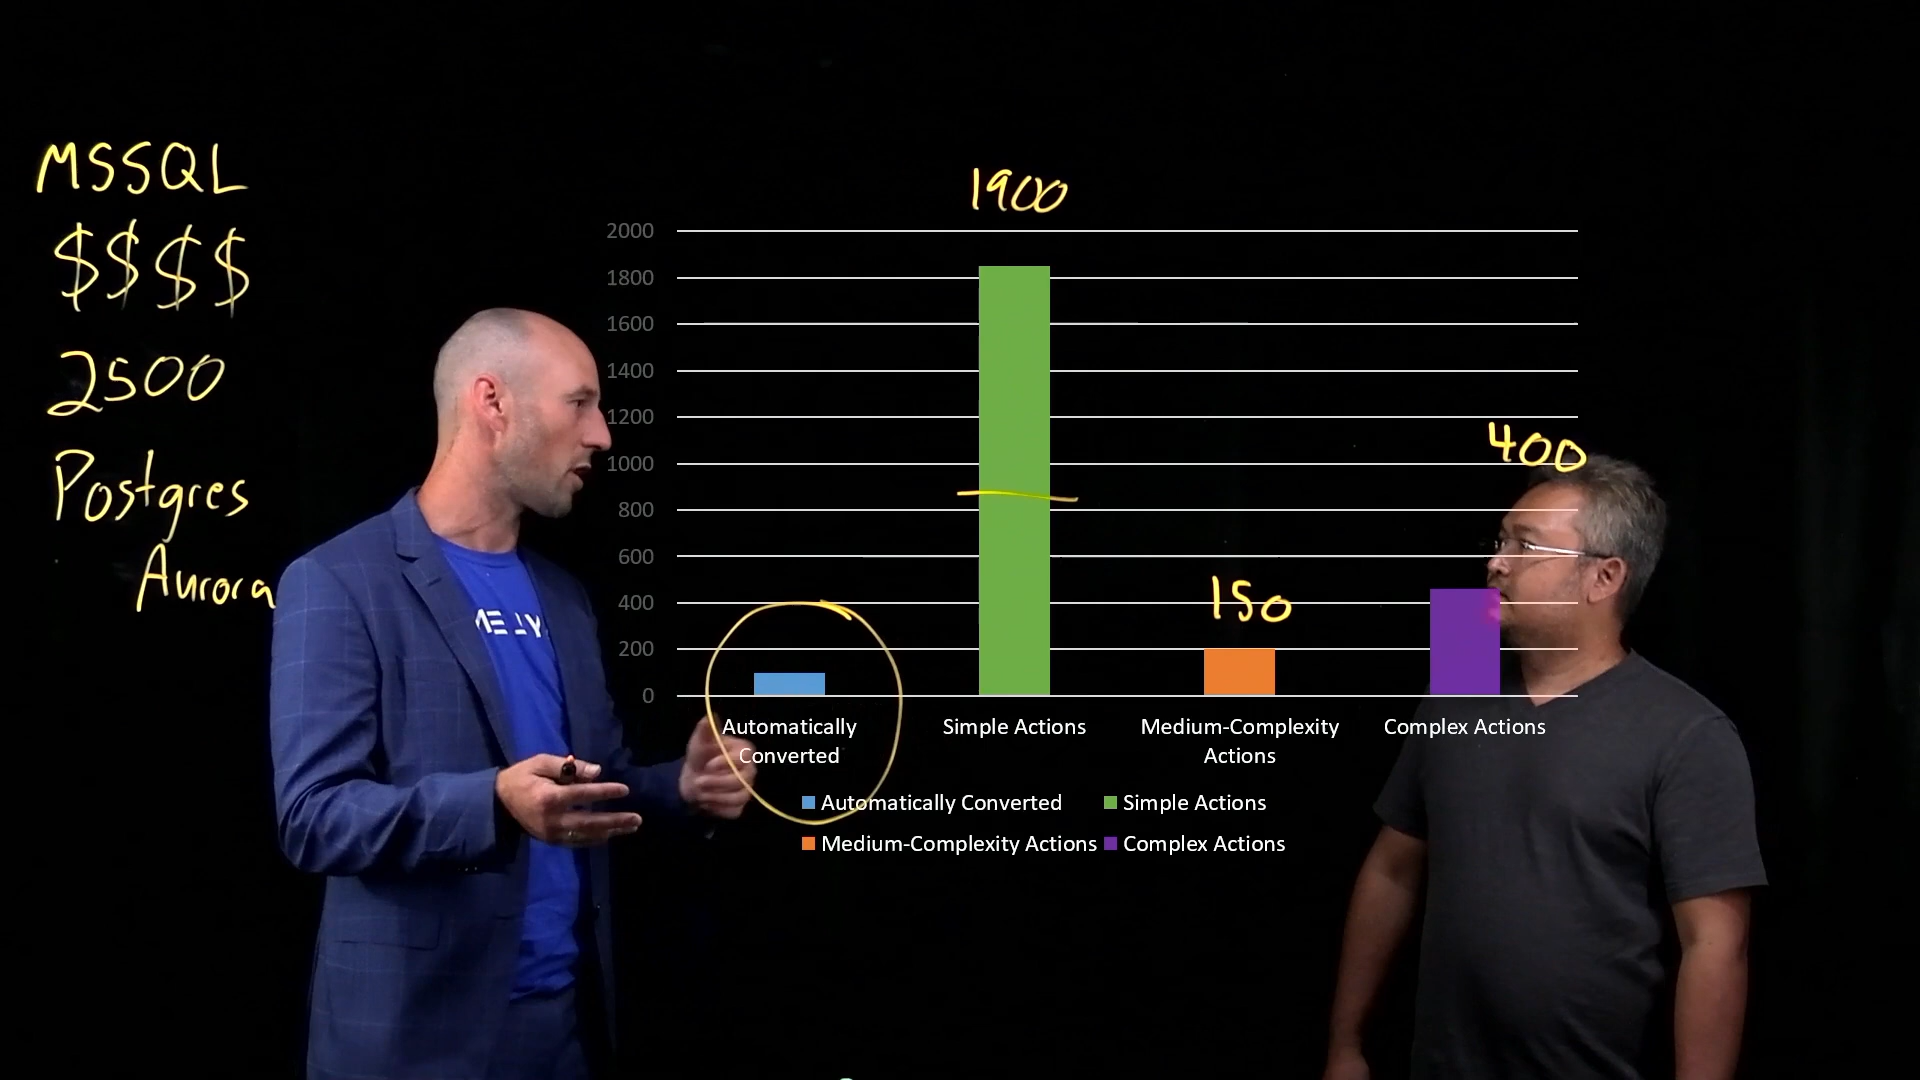 MSSQL
$$$$
2500
Postgres
Aurora
1900
2000
1800
1600
1400
1200
1000
800
600
400
200
0
400
150
Automatically
Converted
Simple Actions
Medium-Complexity
Actions
Complex Actions
Automatically Converted
Simple Actions
Medium-Complexity Actions
Complex Actions